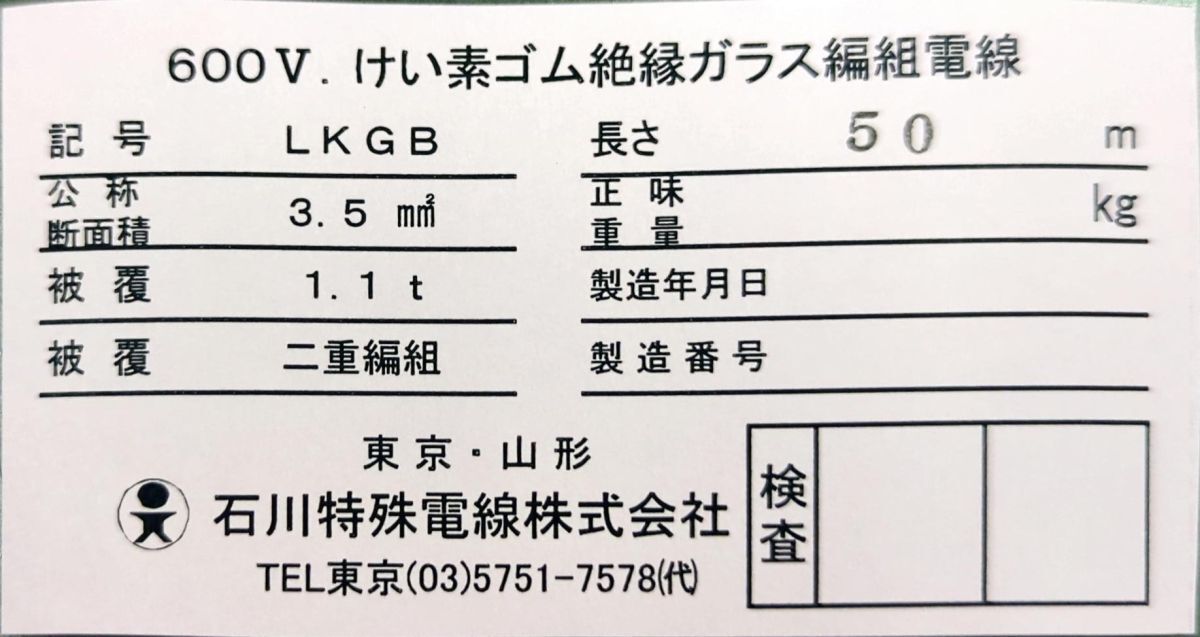 600V. けい素ゴム絶縁ガラス編組電線
記号 LKGB
長さ 50 m
公称断面積 3.5 ㎟
正味重量 kg
被覆 1.1 t
製造年月日
被覆 二重編組
製造番号
東京・山形
石川特殊電線株式会社
TEL東京(03)5751-7578㈹
検査